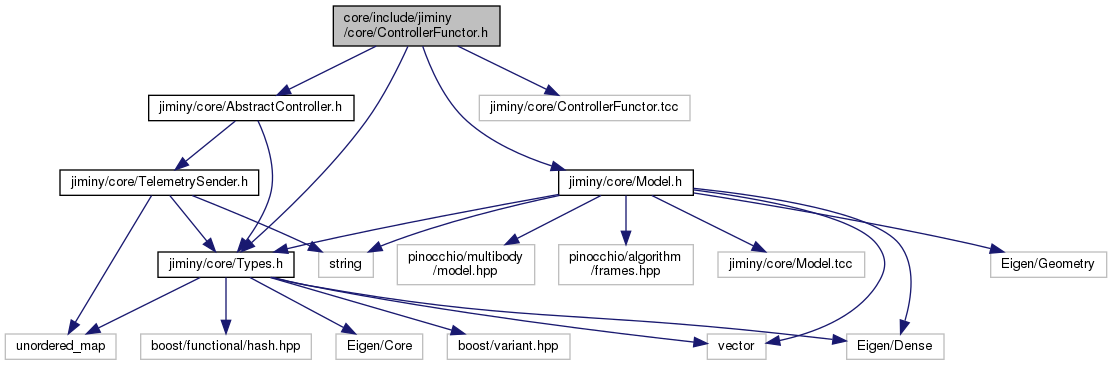 core/include/jiminy
/core/ControllerFunctor.h
jiminy/core/AbstractController.h
jiminy/core/ControllerFunctor.tcc
jiminy/core/TelemetrySender.h
jiminy/core/Model.h
jiminy/core/Types.h
string
pinocchio/multibody
/model.hpp
pinocchio/algorithm
/frames.hpp
jiminy/core/Model.tcc
Eigen/Geometry
unordered_map
boost/functional/hash.hpp
Eigen/Core
boost/variant.hpp
vector
Eigen/Dense